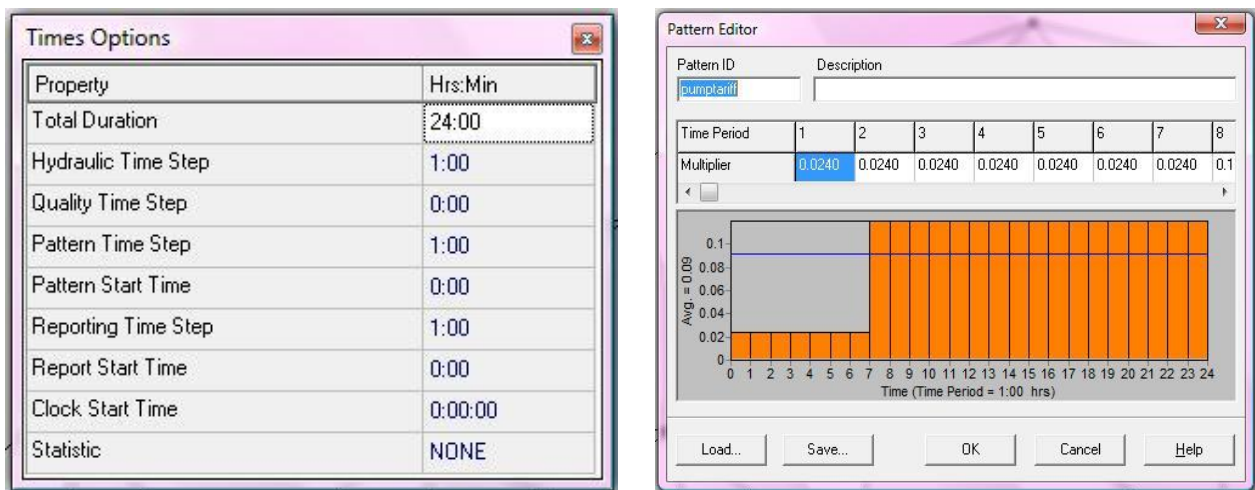 Times Options
Property Hrs:Min
Total Duration 24:00
Hydraulic Time Step 1:00
Quality Time Step 0:00
Pattern Time Step 1:00
Pattern Start Time 0:00
Reporting Time Step 1:00
Report Start Time 0:00
Clock Start Time 0:00:00
Statistic NONE
Pattern Editor
Pattern ID Description
pumptariff
Time Period 1 2 3 4 5 6 7 8
Multiplier 0.0240 0.0240 0.0240 0.0240 0.0240 0.0240 0.0240 0.1
Avg. = 0.09
0.1
0.08
0.06
0.04
0.02
0
0 1 2 3 4 5 6 7 8 9 10 11 12 13 14 15 16 17 18 19 20 21 22 23 24
Time (Time Period = 1:00 hrs)
Load... Save... OK Cancel Help